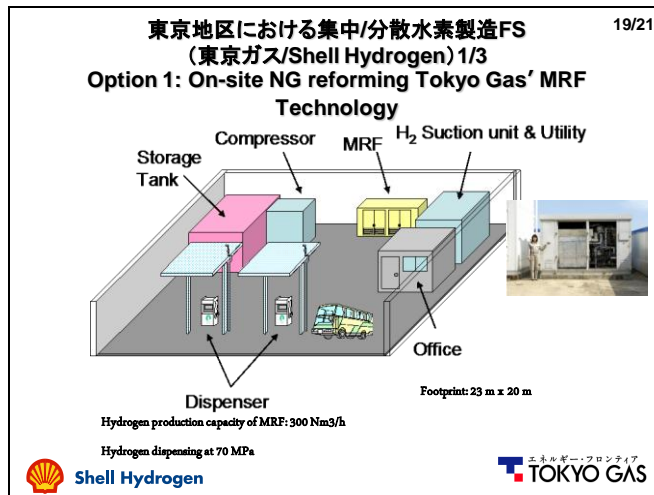 東京地区における集中/分散水素製造FS
19/21
（東京ガス/Shell Hydrogen）1/3
Option 1: On-site NG reforming Tokyo Gas’ MRF
Technology
Storage
Tank
Compressor
MRF
H₂ Suction unit & Utility
Office
Dispenser
Footprint: 23 m x 20 m
Hydrogen production capacity of MRF: 300 Nm3/h
Hydrogen dispensing at 70 MPa
Shell Hydrogen
エネルギー・フロンティア
TOKYO GAS